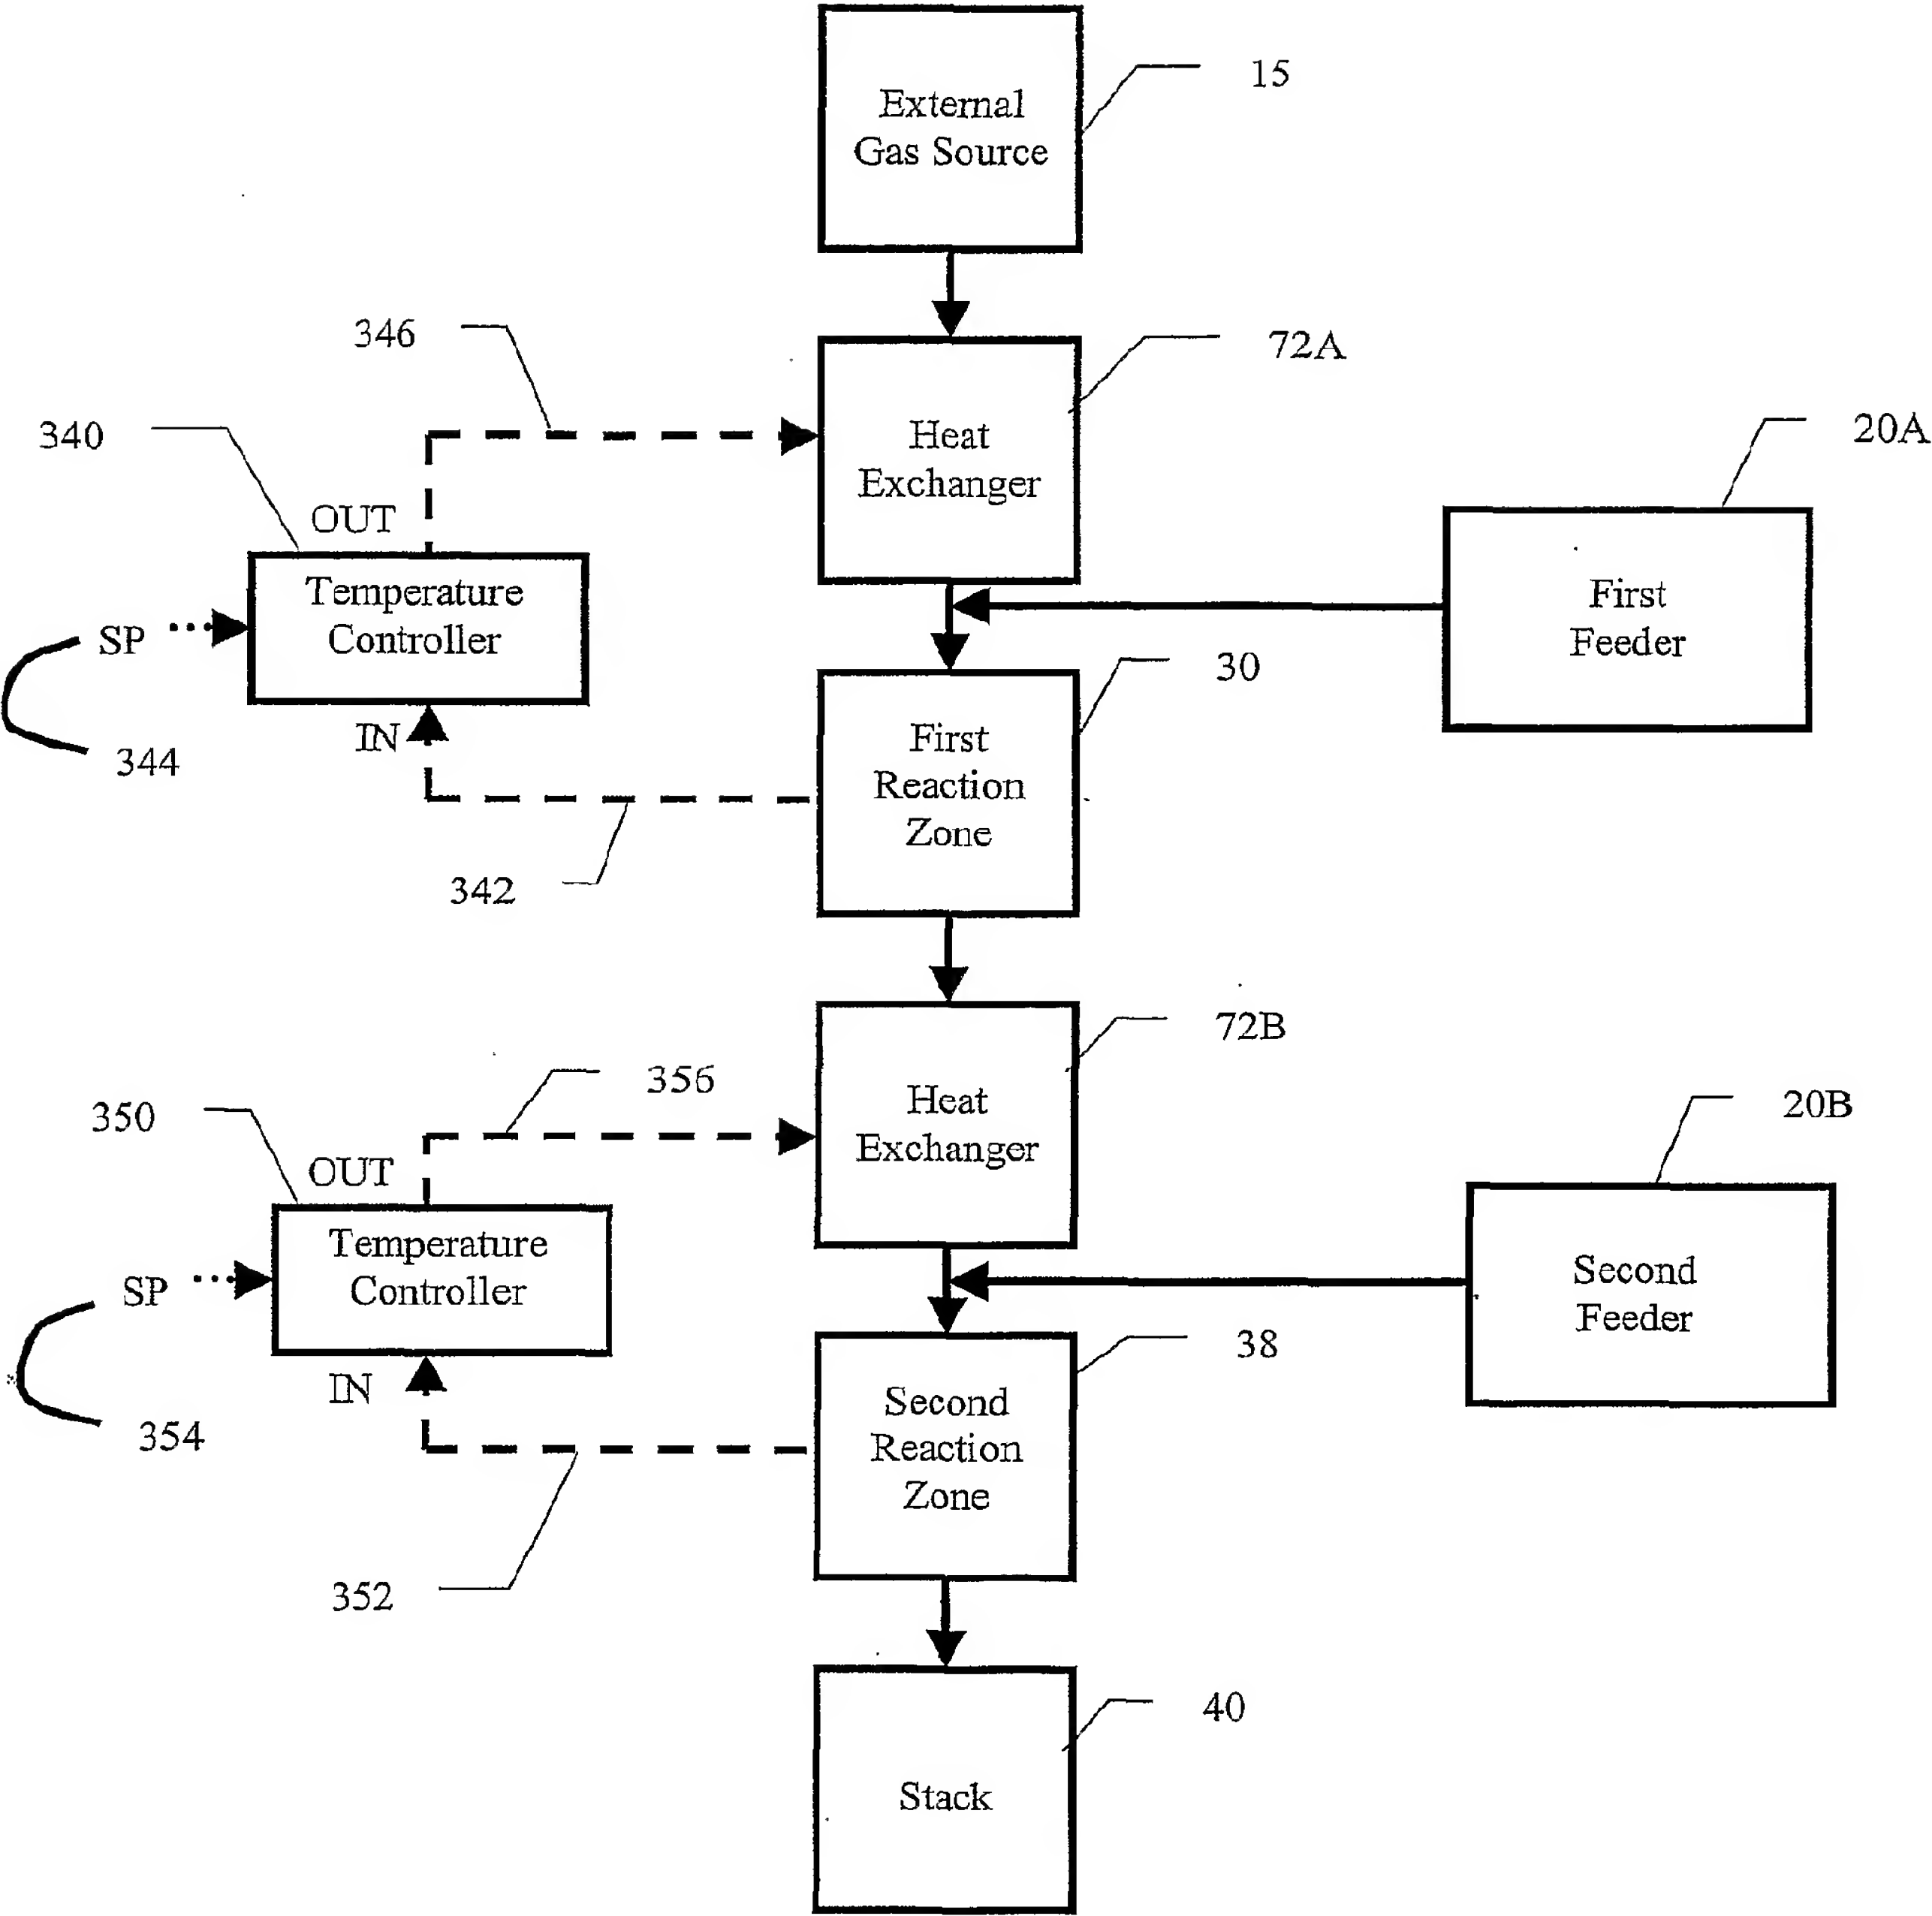 External
Gas Source
15
346
72A
Heat
Exchanger
340
20A
OUT
Temperature
Controller
First
Feeder
SP
344
IN
30
First
Reaction
Zone
342
72B
356
Heat
Exchanger
350
20B
OUT
Temperature
Controller
Second
Feeder
SP
354
IN
38
Second
Reaction
Zone
352
40
Stack